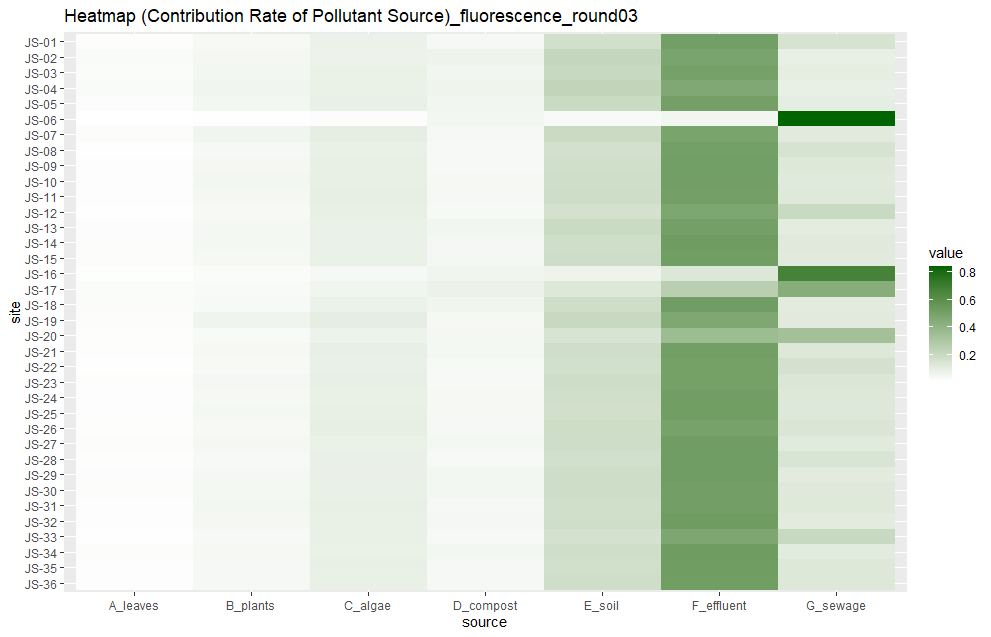 Heatmap (Contribution Rate of Pollutant Source)_fluorescence_round03
site
JS-01
JS-02
JS-03
JS-04
JS-05
JS-06
JS-07
JS-08
JS-09
JS-10
JS-11
JS-12
JS-13
JS-14
JS-15
JS-16
JS-17
JS-18
JS-19
JS-20
JS-21
JS-22
JS-23
JS-24
JS-25
JS-26
JS-27
JS-28
JS-29
JS-30
JS-31
JS-32
JS-33
JS-34
JS-35
JS-36
A_leaves B_plants C_algae D_compost E_soil F_effluent G_sewage
source
value
0.8
0.6
0.4
0.2